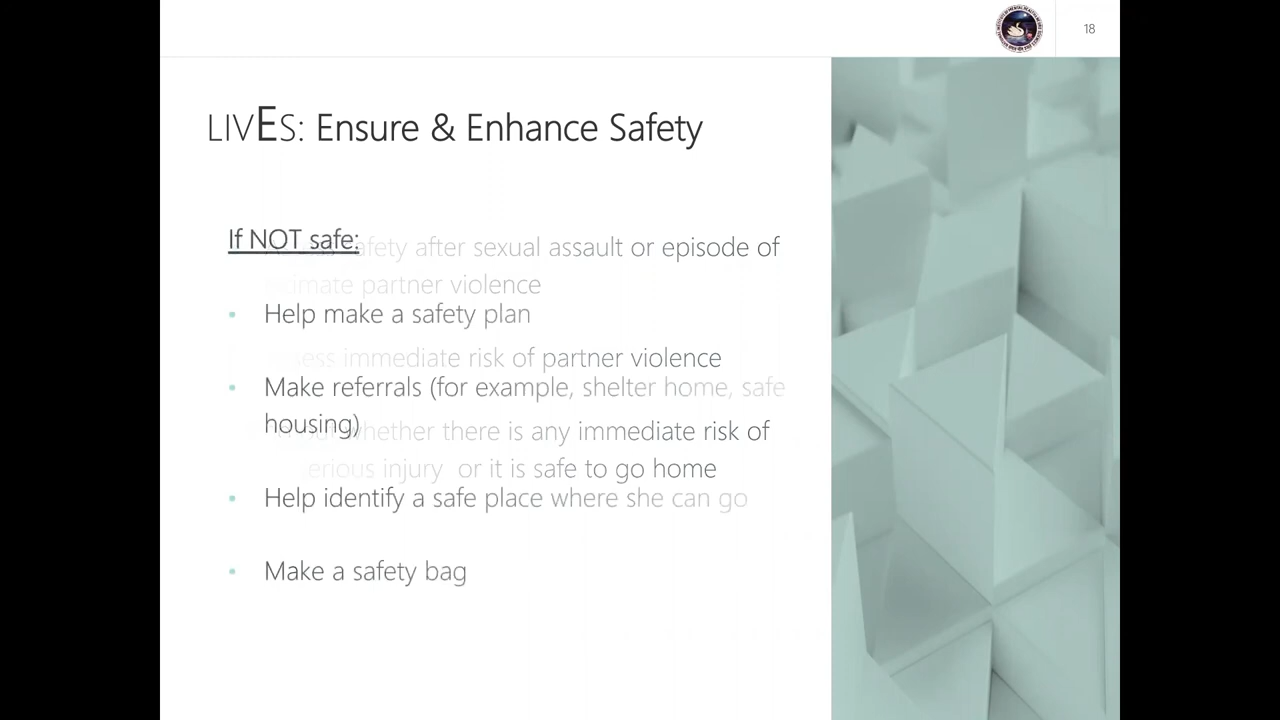 18
LIVES: Ensure & Enhance Safety
If NOT safe:
safety after sexual assault or episode of
intimate partner violence
• Help make a safety plan
assess immediate risk of partner violence
• Make referrals (for example, shelter home, safe
housing)
whether there is any immediate risk of
serious injury or it is safe to go home
• Help identify a safe place where she can go
• Make a safety bag